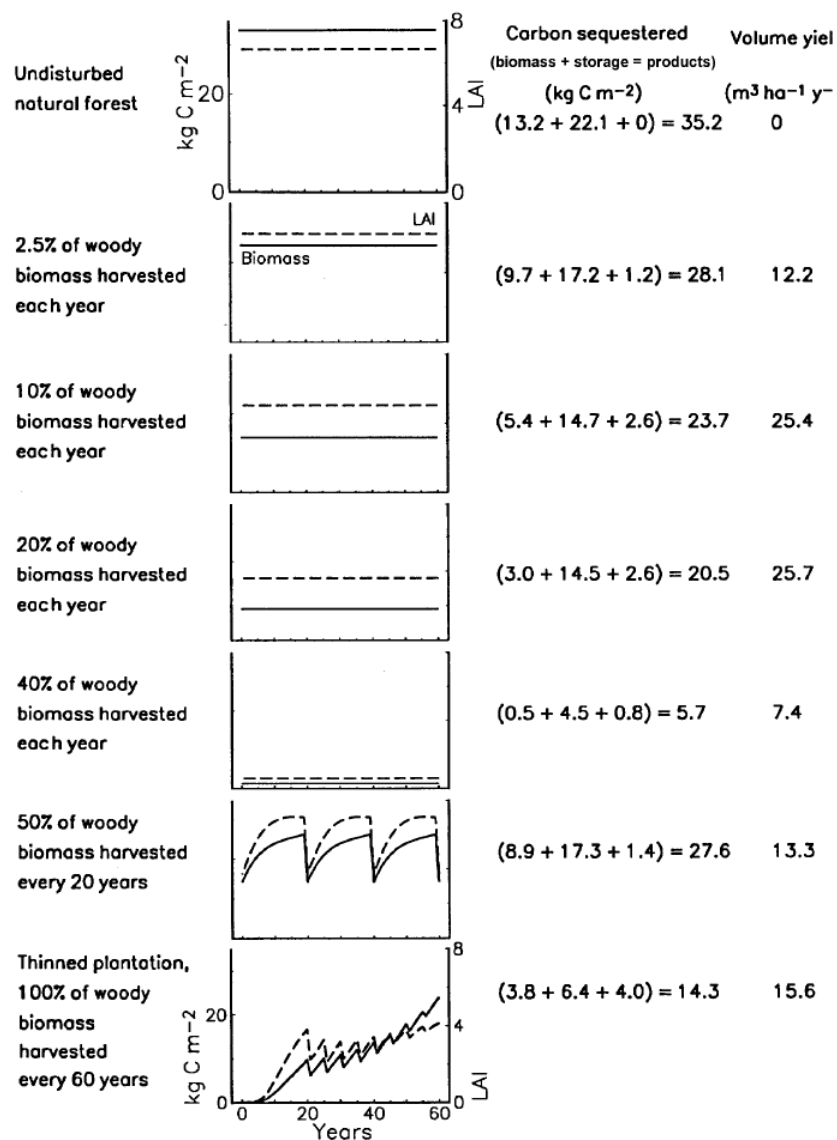 Carbon sequestered
(biomass + storage = products)
(kg C m−2)
Volume yiel
(m3 ha−1 y−
Undisturbed
natural forest
kg C m−2
20
0
8
4
0
LAI
(13.2 + 22.1 + 0) = 35.2
0
2.5% of woody
biomass harvested
each year
LAI
Biomass
(9.7 + 17.2 + 1.2) = 28.1
12.2
10% of woody
biomass harvested
each year
(5.4 + 14.7 + 2.6) = 23.7
25.4
20% of woody
biomass harvested
each year
(3.0 + 14.5 + 2.6) = 20.5
25.7
40% of woody
biomass harvested
each year
(0.5 + 4.5 + 0.8) = 5.7
7.4
50% of woody
biomass harvested
every 20 years
(8.9 + 17.3 + 1.4) = 27.6
13.3
Thinned plantation,
100% of woody
biomass
harvested
every 60 years
kg C m−2
20
0
8
4
0
LAI
(3.8 + 6.4 + 4.0) = 14.3
15.6
0 20 40 60
Years